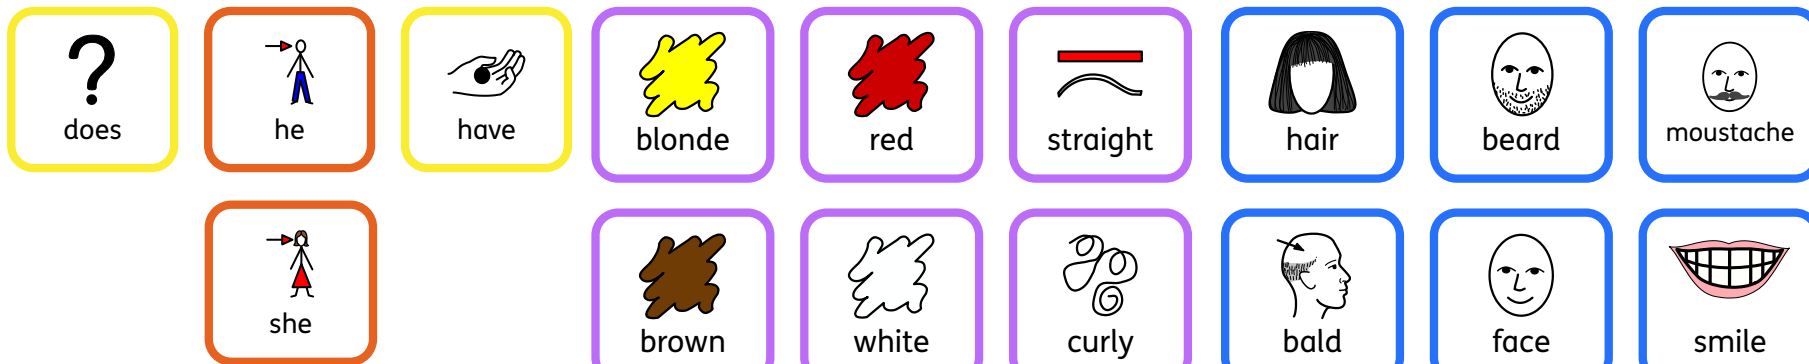 does he have blonde red straight hair beard moustache
she brown white curly bald face smile